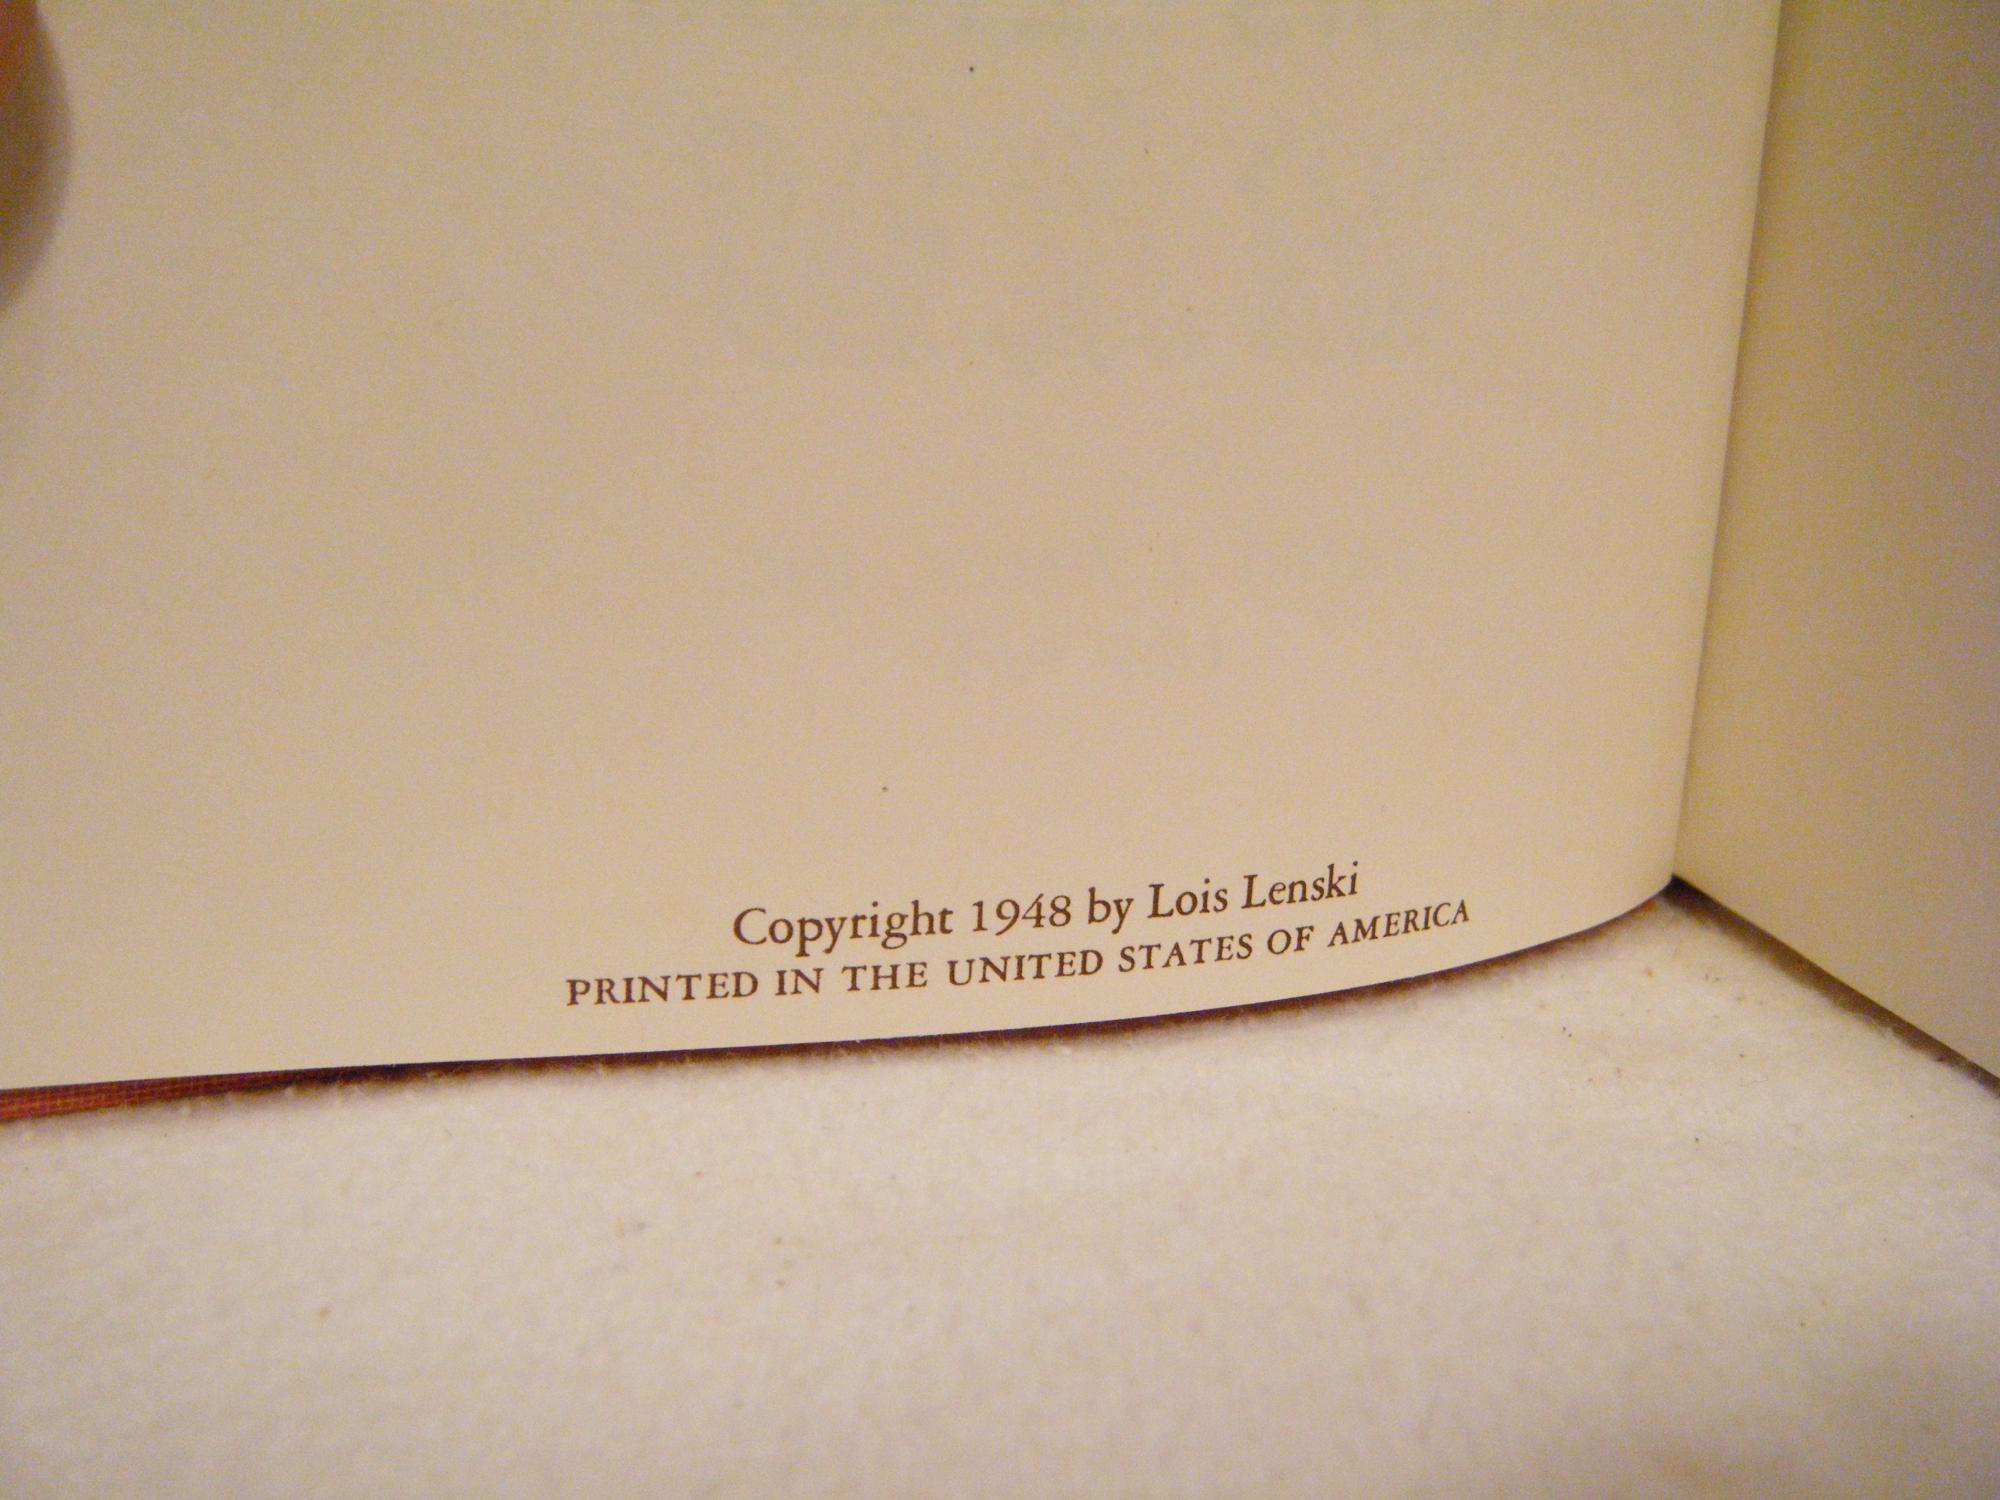 Copyright 1948 by Lois Lenski
PRINTED IN THE UNITED STATES OF AMERICA